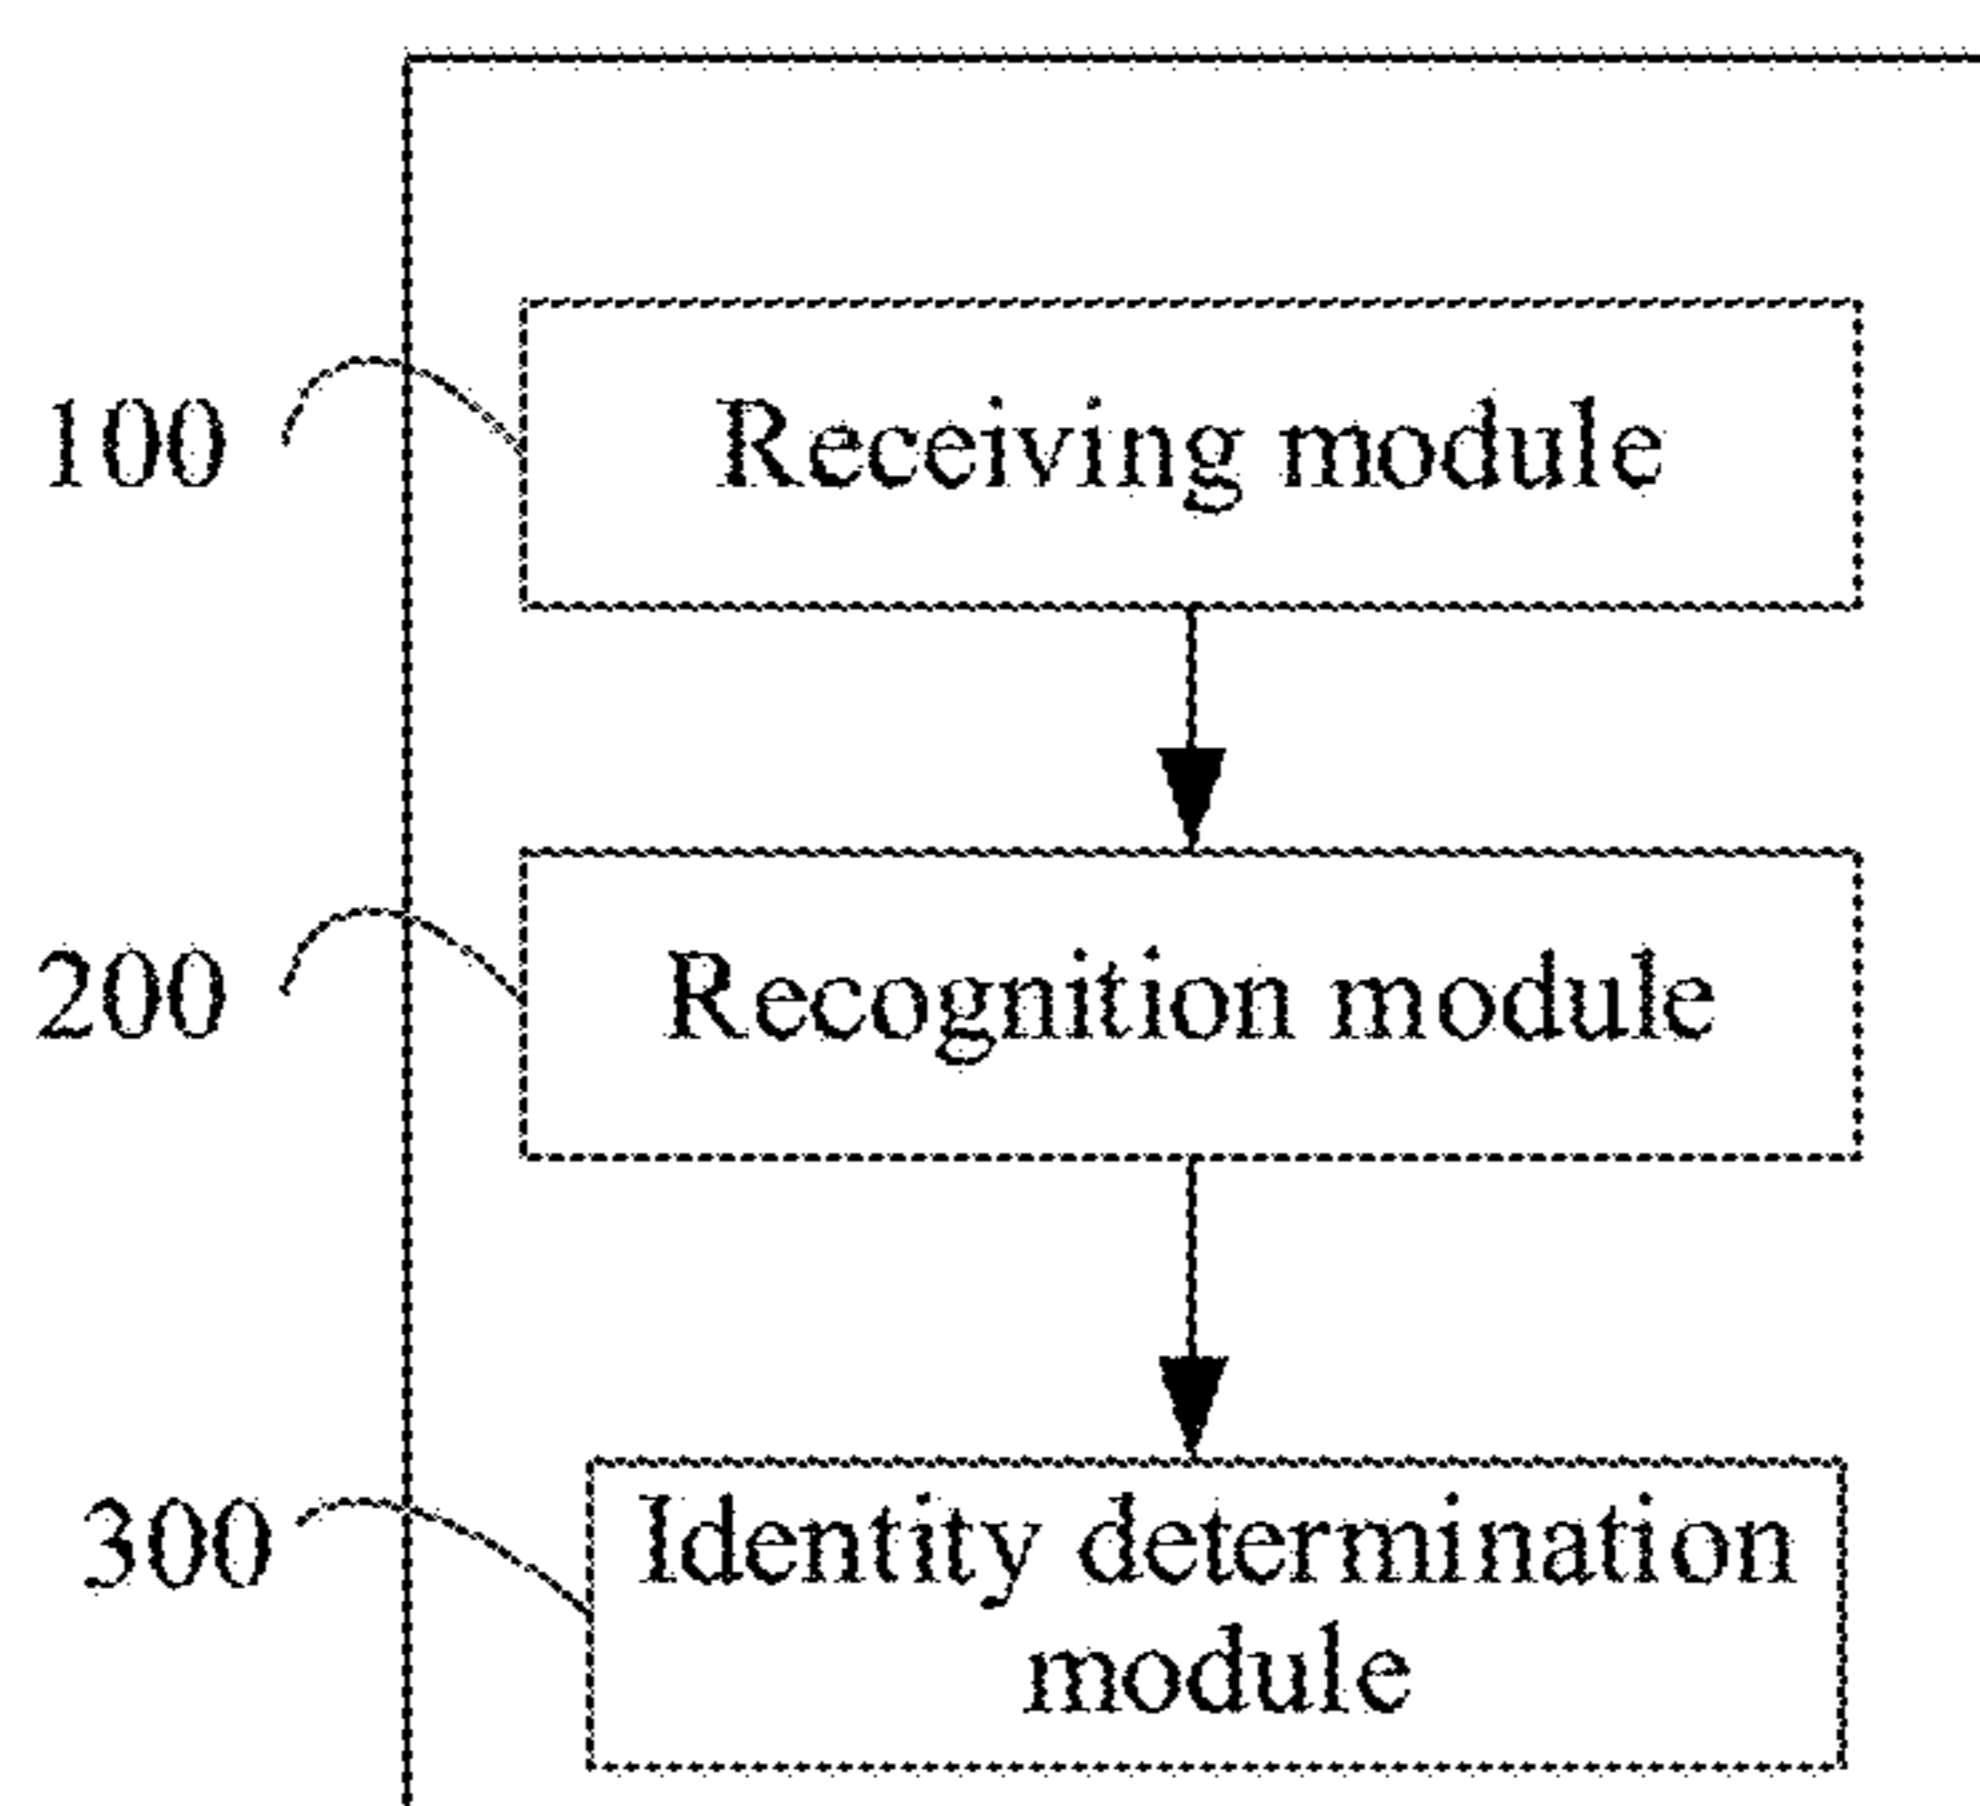 100
Receiving module
200
Recognition module
300
Identity determination
module